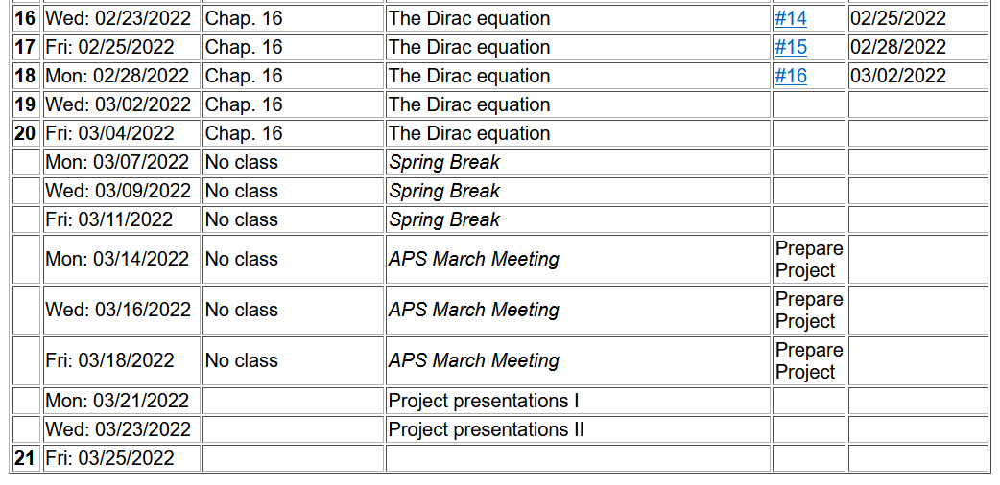 16 Wed: 02/23/2022 Chap. 16 The Dirac equation #14 02/25/2022
17 Fri: 02/25/2022 Chap. 16 The Dirac equation #15 02/28/2022
18 Mon: 02/28/2022 Chap. 16 The Dirac equation #16 03/02/2022
19 Wed: 03/02/2022 Chap. 16 The Dirac equation
20 Fri: 03/04/2022 Chap. 16 The Dirac equation
Mon: 03/07/2022 No class Spring Break
Wed: 03/09/2022 No class Spring Break
Fri: 03/11/2022 No class Spring Break
Mon: 03/14/2022 No class APS March Meeting Prepare
Project
Wed: 03/16/2022 No class APS March Meeting Prepare
Project
Fri: 03/18/2022 No class APS March Meeting Prepare
Project
Mon: 03/21/2022 Project presentations I
Wed: 03/23/2022 Project presentations II
21 Fri: 03/25/2022